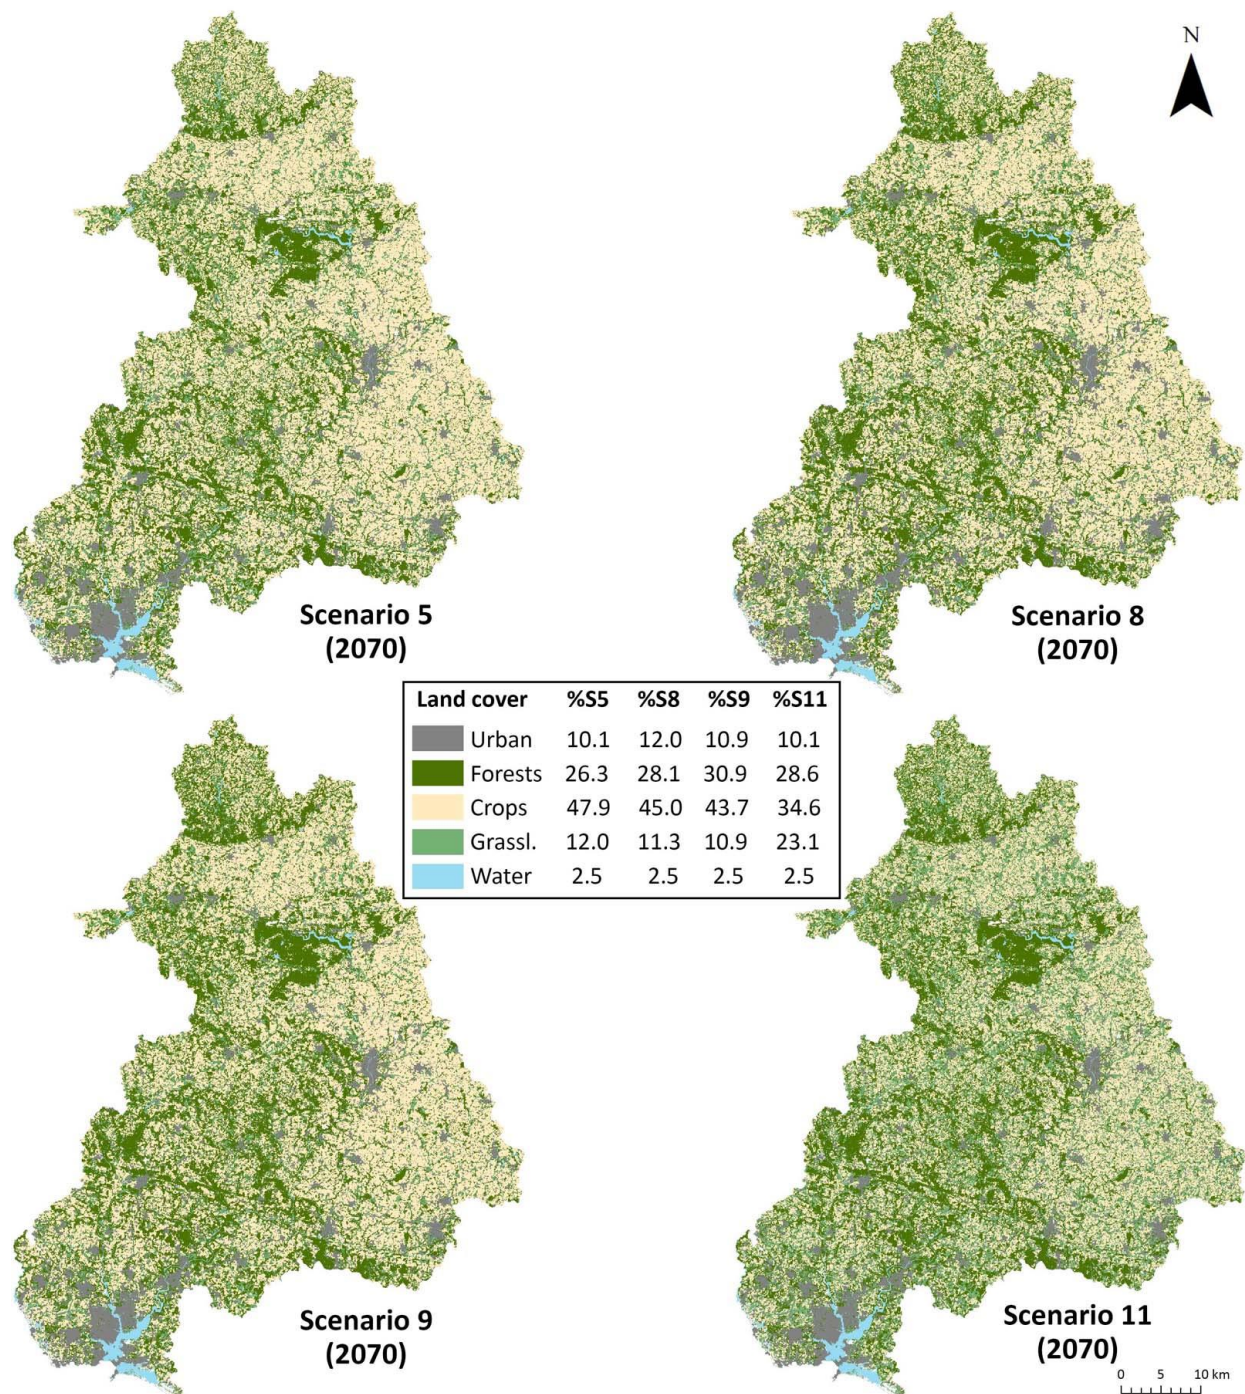 N
Scenario 5
(2070)
Scenario 8
(2070)
Land cover %S5 %S8 %S9 %S11
Urban 10.1 12.0 10.9 10.1
Forests 26.3 28.1 30.9 28.6
Crops 47.9 45.0 43.7 34.6
Grassl. 12.0 11.3 10.9 23.1
Water 2.5 2.5 2.5 2.5
Scenario 9
(2070)
Scenario 11
(2070)
0 5 10 km